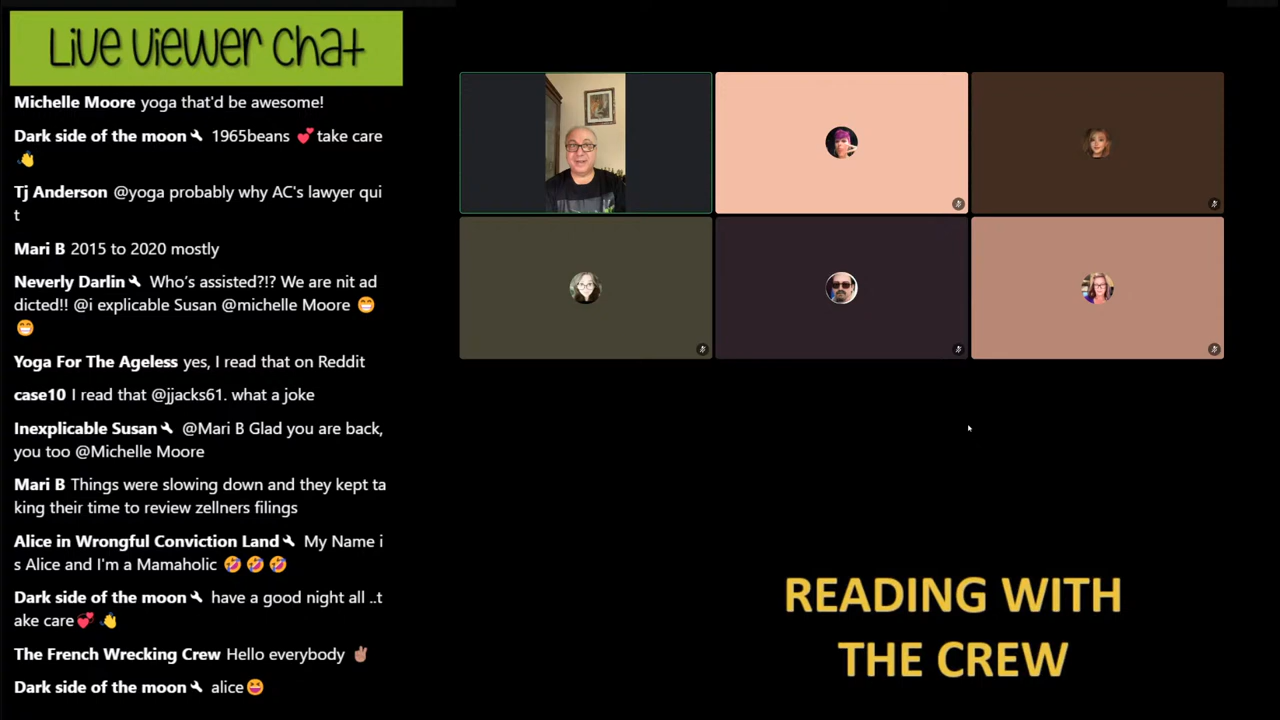 Live Viewer Chat
Michelle Moore yoga that'd be awesome!
Dark side of the moon 1965beans 💕take care
👋
Tj Anderson @yoga probably why AC's lawyer qui
t
Mari B 2015 to 2020 mostly
Neverly Darlin Who's assisted?!? We are nit ad
dicted!! @i explicable Susan @michelle Moore 😁
😁
Yoga For The Ageless yes, I read that on Reddit
case10 I read that @jjacks61. what a joke
Inexplicable Susan @Mari B Glad you are back,
you too @Michelle Moore
Mari B Things were slowing down and they kept ta
king their time to review zellners filings
Alice in Wrongful Conviction Land My Name i
s Alice and I'm a Mamaholic 🤣 🤣 🤣
Dark side of the moon have a good night all ..t
ake care💞 👋
The French Wrecking Crew Hello everybody ✌🏽
Dark side of the moon alice😆
READING WITH
THE CREW